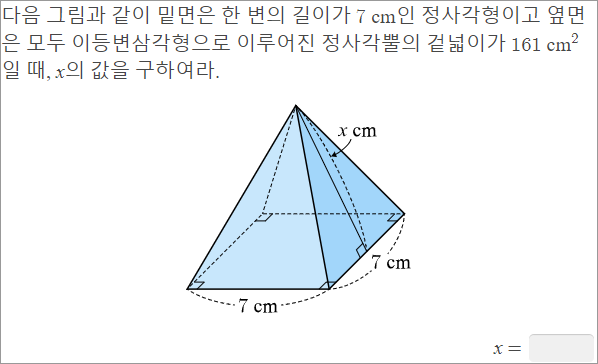 다음 그림과 같이 밑면은 한 변의 길이가 7 cm인 정사각형이고 옆면
은 모두 이등변삼각형으로 이루어진 정사각뿔의 겉넓이가 161 cm²
일 때, x의 값을 구하여라.
x cm
7 cm
7 cm
x =